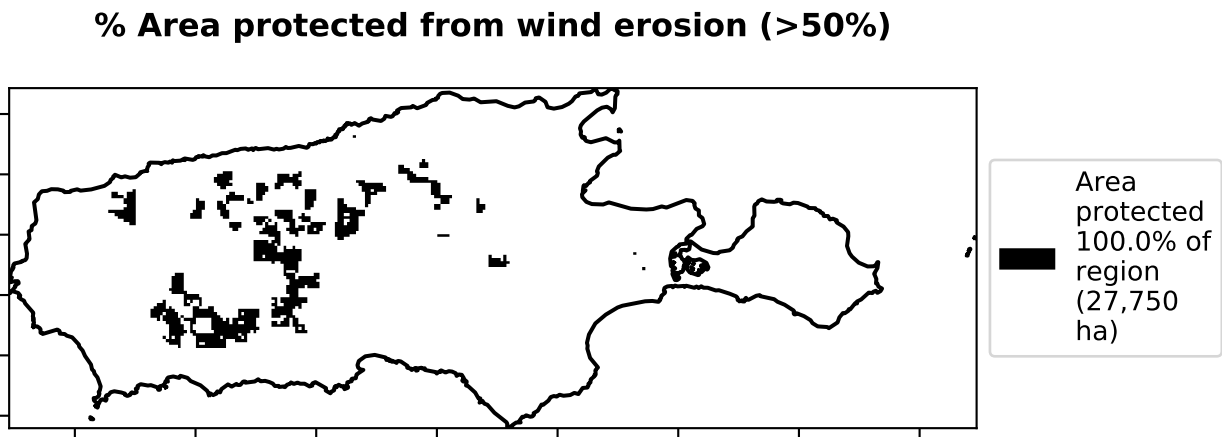 % Area protected from wind erosion (>50%)
Area
protected
100.0% of
region
(27,750
ha)